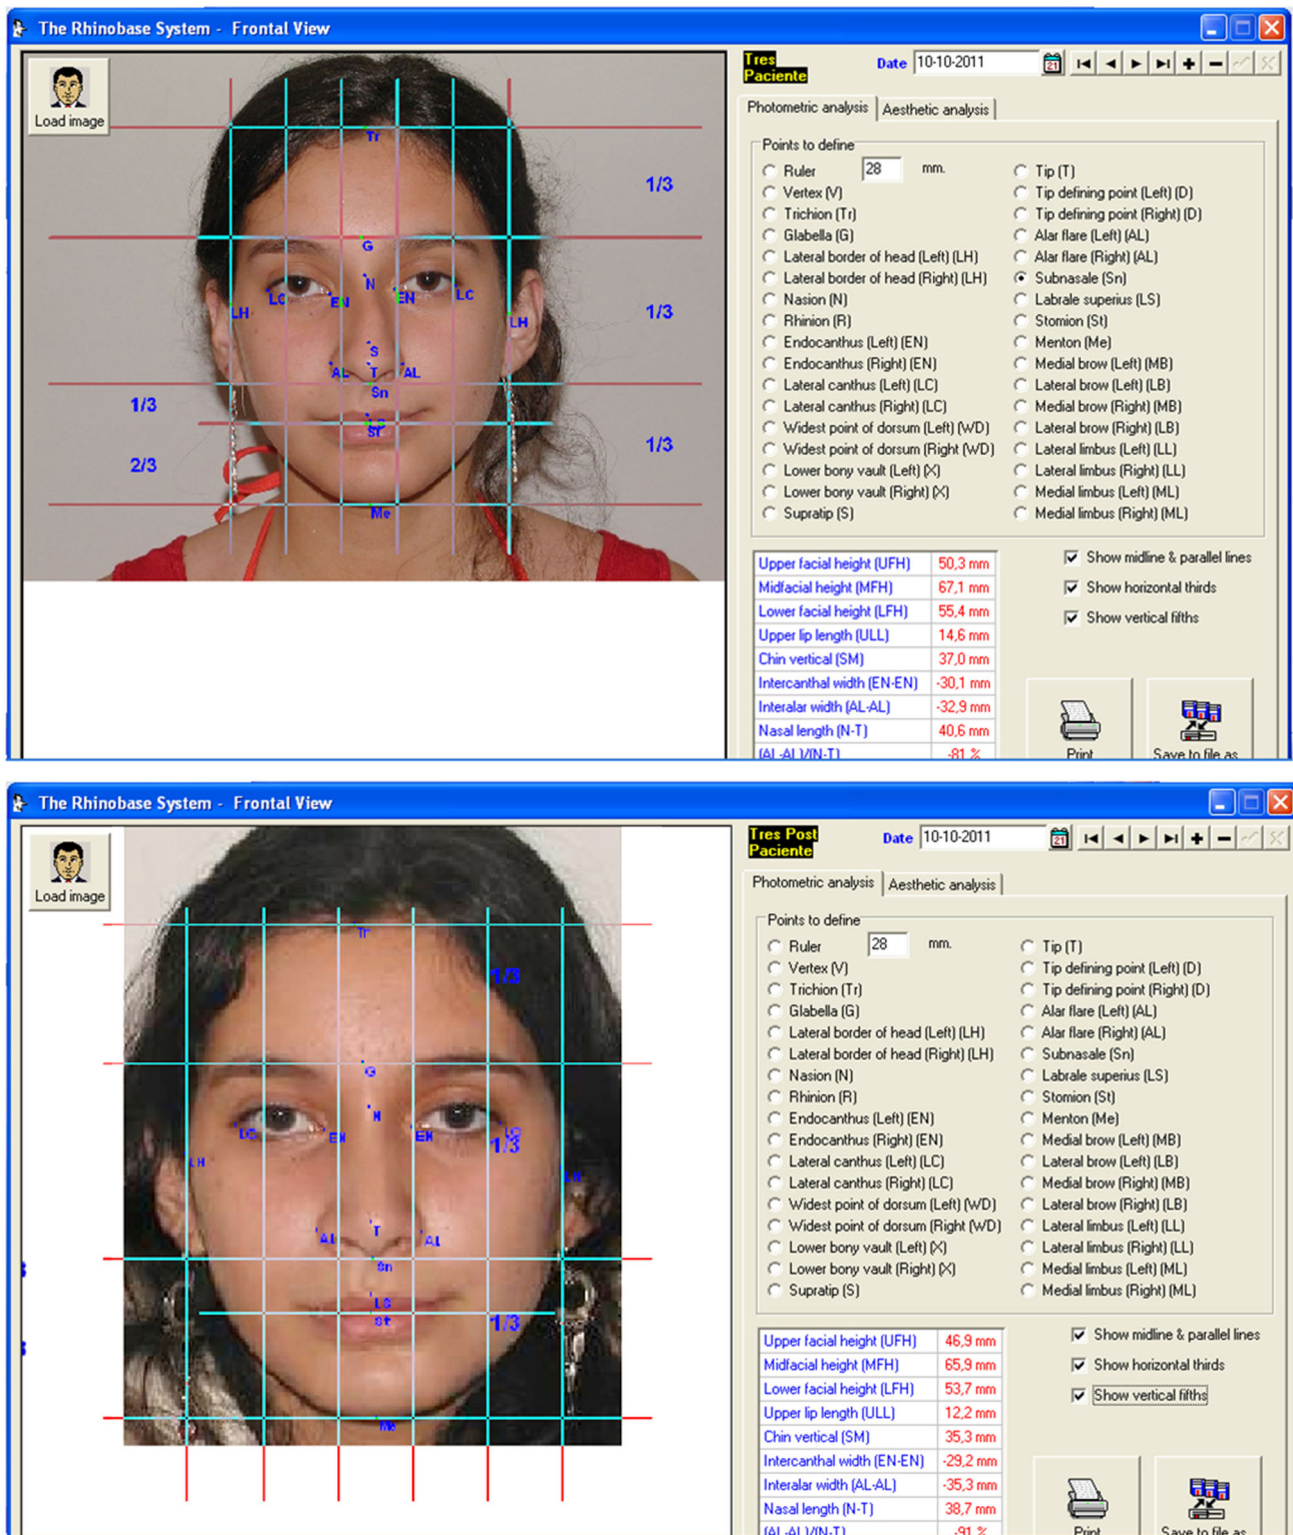 The Rhinobase System - Frontal View
Load image
Tres
Paciente
Date 10-10-2011
21
Photometric analysis
Aesthetic analysis
Points to define
Ruler 28 mm.
Vertex (V)
Trichion (Tr)
Glabella (G)
Lateral border of head (Left) (LH)
Lateral border of head (Right) (LH)
Nasion (N)
Rhinion (R)
Endocanthus (Left) (EN)
Endocanthus (Right) (EN)
Lateral canthus (Left) (LC)
Lateral canthus (Right) (LC)
Widest point of dorsum (Left) (WD)
Widest point of dorsum (Right (WD)
Lower bony vault (Left) (X)
Lower bony vault (Right) (X)
Supratip (S)
Tip (T)
Tip defining point (Left) (D)
Tip defining point (Right) (D)
Alar flare (Left) (AL)
Alar flare (Right) (AL)
Subnasale (Sn)
Labrale superius (LS)
Stomion (St)
Menton (Me)
Medial brow (Left) (MB)
Lateral brow (Left) (LB)
Medial brow (Right) (MB)
Lateral brow (Right) (LB)
Lateral limbus (Left) (LL)
Lateral limbus (Right) (LL)
Medial limbus (Left) (ML)
Medial limbus (Right) (ML)
Tr
1/3
G
N
LC EN EN LC
LH LH
1/3
S
AL T AL
Sn
1/3
St
1/3
2/3
Me
Upper facial height (UFH) 50,3 mm
Midfacial height (MFH) 67,1 mm
Lower facial height (LFH) 55,4 mm
Upper lip length (ULL) 14,6 mm
Chin vertical (SM) 37,0 mm
Intercanthal width (EN-EN) -30,1 mm
Interalar width (AL-AL) -32,9 mm
Nasal length (N-T) 40,6 mm
(AL-AL)/(N-T) -81 %
Show midline & parallel lines
Show horizontal thirds
Show vertical fifths
Print
Save to file as
The Rhinobase System - Frontal View
Load image
Tres Post
Paciente
Date 10-10-2011
21
Photometric analysis
Aesthetic analysis
Points to define
Ruler 28 mm.
Vertex (V)
Trichion (Tr)
Glabella (G)
Lateral border of head (Left) (LH)
Lateral border of head (Right) (LH)
Nasion (N)
Rhinion (R)
Endocanthus (Left) (EN)
Endocanthus (Right) (EN)
Lateral canthus (Left) (LC)
Lateral canthus (Right) (LC)
Widest point of dorsum (Left) (WD)
Widest point of dorsum (Right (WD)
Lower bony vault (Left) (X)
Lower bony vault (Right) (X)
Supratip (S)
Tip (T)
Tip defining point (Left) (D)
Tip defining point (Right) (D)
Alar flare (Left) (AL)
Alar flare (Right) (AL)
Subnasale (Sn)
Labrale superius (LS)
Stomion (St)
Menton (Me)
Medial brow (Left) (MB)
Lateral brow (Left) (LB)
Medial brow (Right) (MB)
Lateral brow (Right) (LB)
Lateral limbus (Left) (LL)
Lateral limbus (Right) (LL)
Medial limbus (Left) (ML)
Medial limbus (Right) (ML)
Tr
1/3
G
N
LC EN EN LC
1/3
LH LH
AL T AL
Sn
LS
St
1/3
Me
Upper facial height (UFH) 46,9 mm
Midfacial height (MFH) 65,9 mm
Lower facial height (LFH) 53,7 mm
Upper lip length (ULL) 12,2 mm
Chin vertical (SM) 35,3 mm
Intercanthal width (EN-EN) -29,2 mm
Interalar width (AL-AL) -35,3 mm
Nasal length (N-T) 38,7 mm
(AL-AL)/(N-T) -91 %
Show midline & parallel lines
Show horizontal thirds
Show vertical fifths
Print
Save to file as